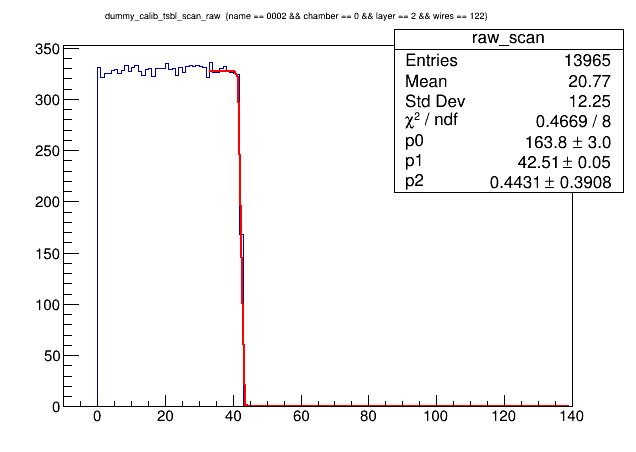 dummy_calib_tsbl_scan_raw (name == 0002 && chamber == 0 && layer == 2 && wires == 122)
raw_scan
Entries 13965
Mean 20.77
Std Dev 12.25
χ² / ndf 0.4669 / 8
p0 163.8 ± 3.0
p1 42.51 ± 0.05
p2 0.4431 ± 0.3908
350
300
250
200
150
100
50
0
0 20 40 60 80 100 120 140